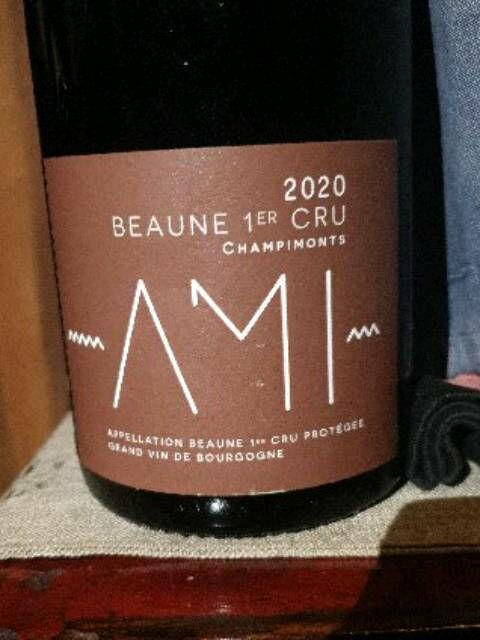 2020
BEAUNE 1ER CRU
CHAMPIMONTS
AMI
APPELLATION BEAUNE 1ER CRU PROTÉGÉE
GRAND VIN DE BOURGOGNE